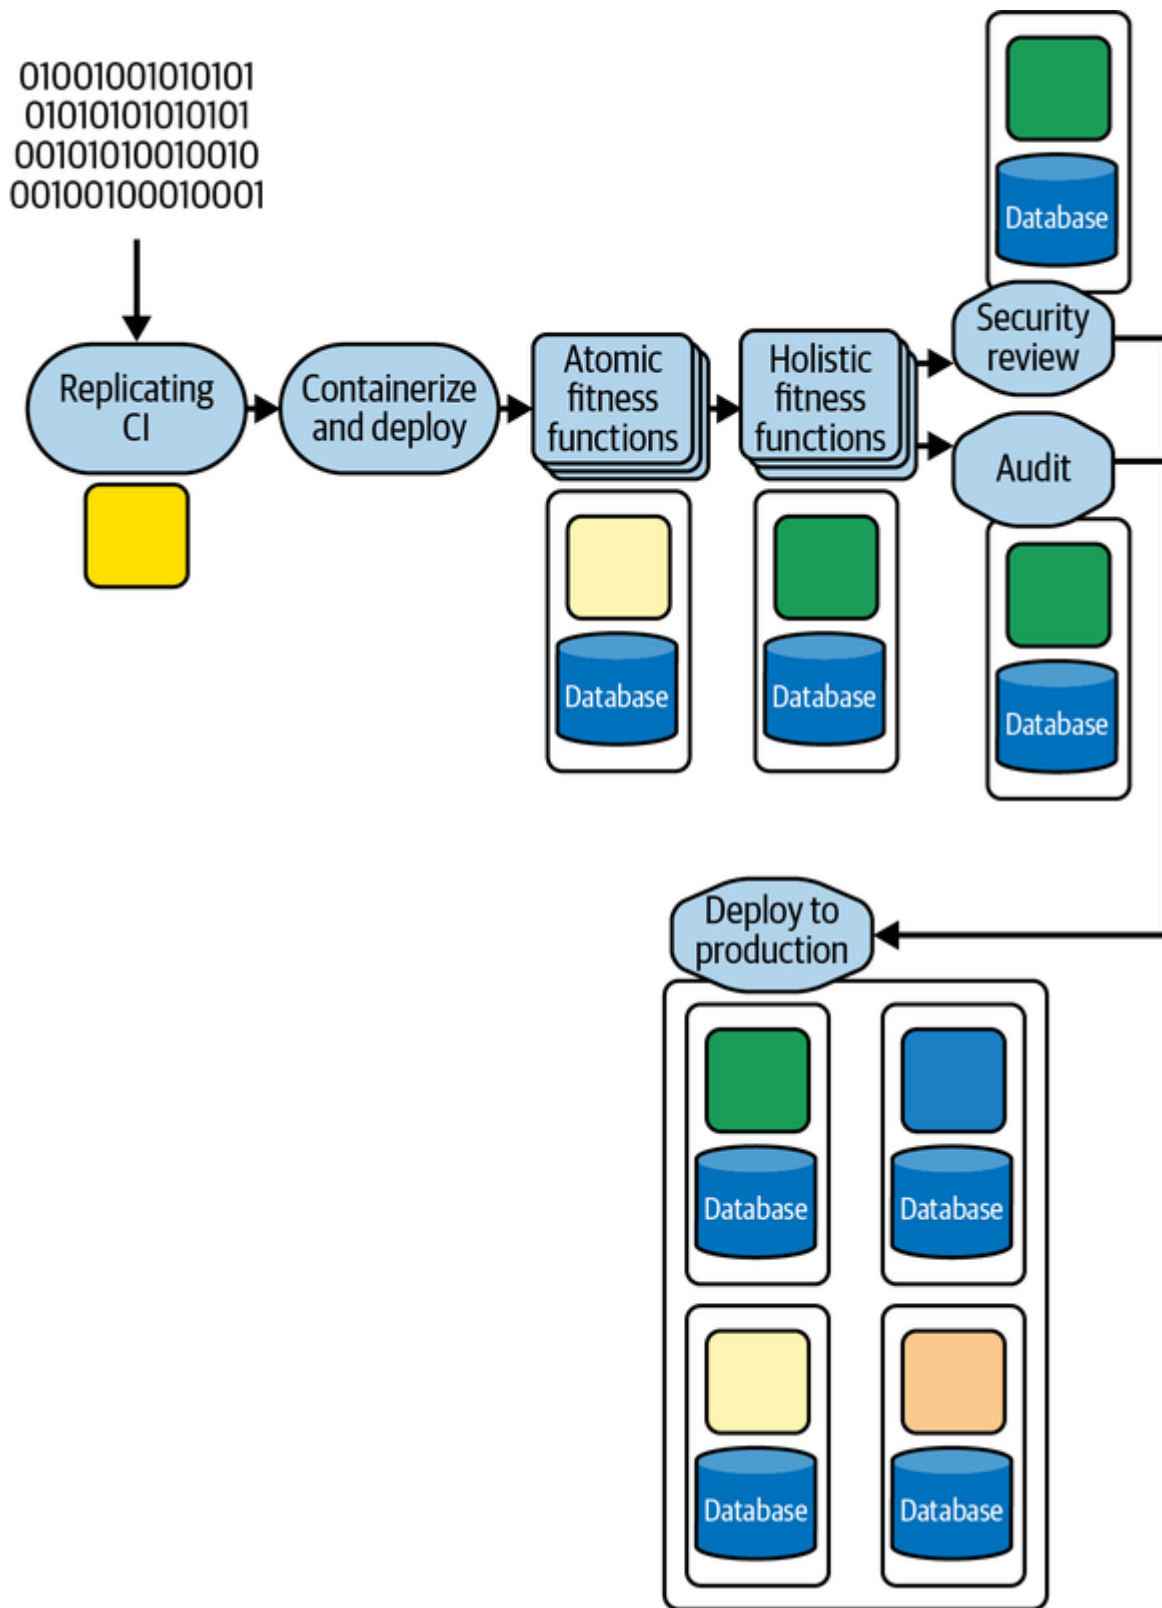 01001001010101
01010101010101
00101010010010
00100100010001
Replicating
CI
Containerize
and deploy
Atomic
fitness
functions
Database
Holistic
fitness
functions
Database
Database
Security
review
Audit
Database
Deploy to
production
Database
Database
Database
Database